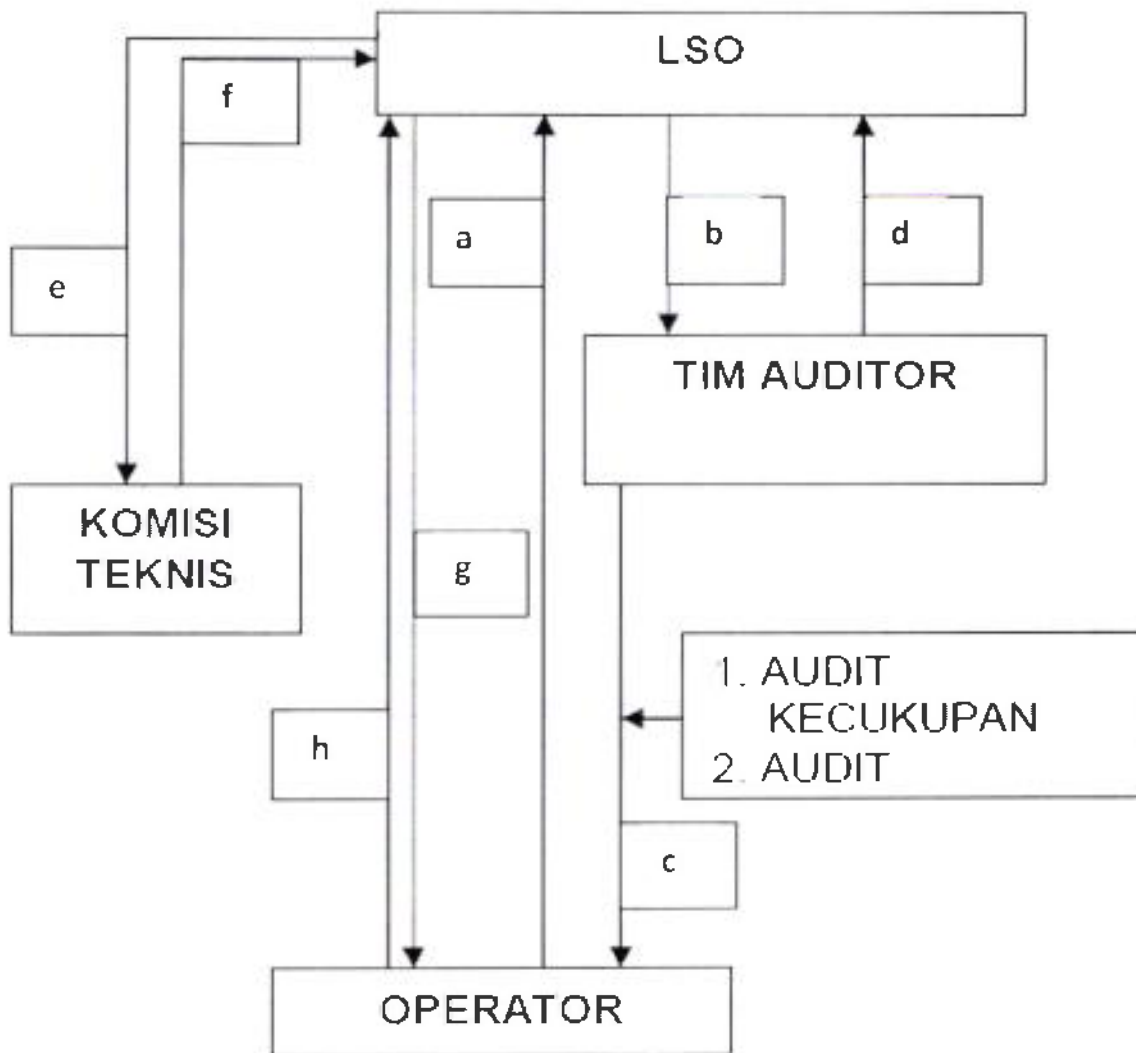 LSO
f
a
b
d
e
TIM AUDITOR
KOMISI
TEKNIS
g
1. AUDIT
KECUKUPAN
2. AUDIT
h
c
OPERATOR